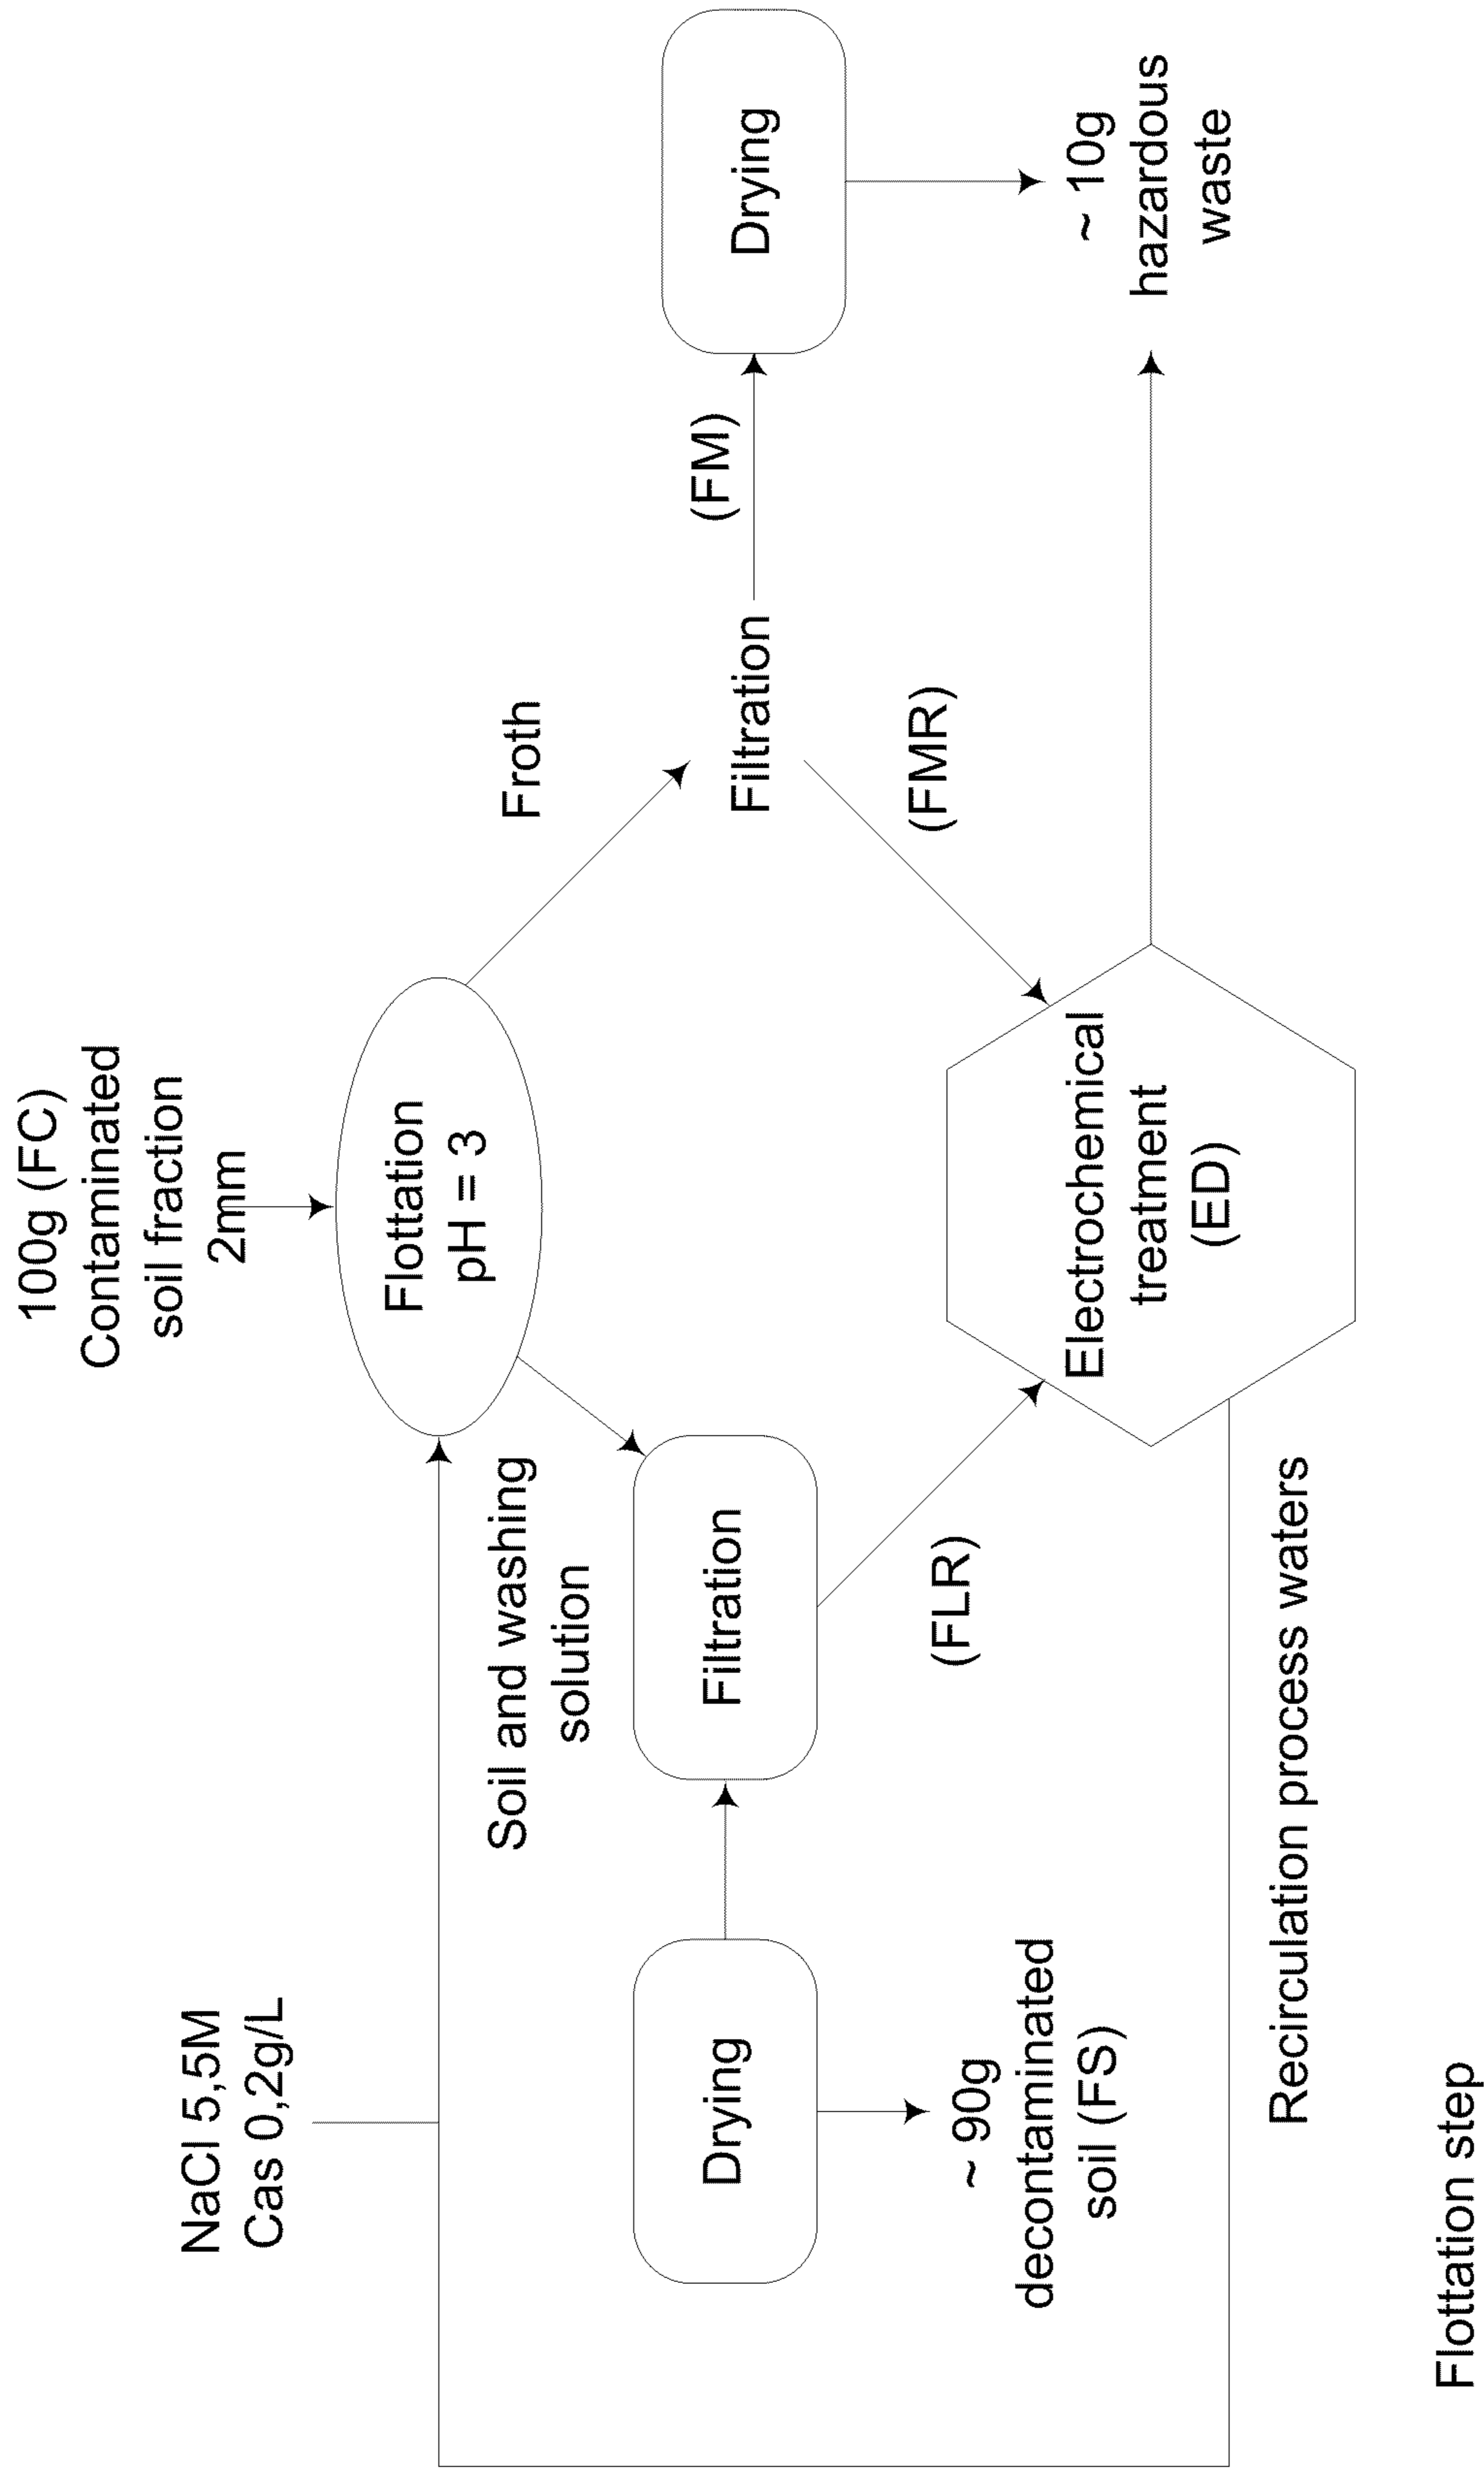 100g (FC)
Contaminated
soil fraction
2mm
NaCl 5,5M
Cas 0,2g/L
Flottation
pH = 3
Soil and washing
solution
Froth
Drying
Filtration
Filtration
(FM)
Drying
(FLR)
(FMR)
~ 90g
decontaminated
soil (FS)
Electrochemical
treatment
(ED)
~ 10g
hazardous
waste
Recirculation process waters
Flottation step